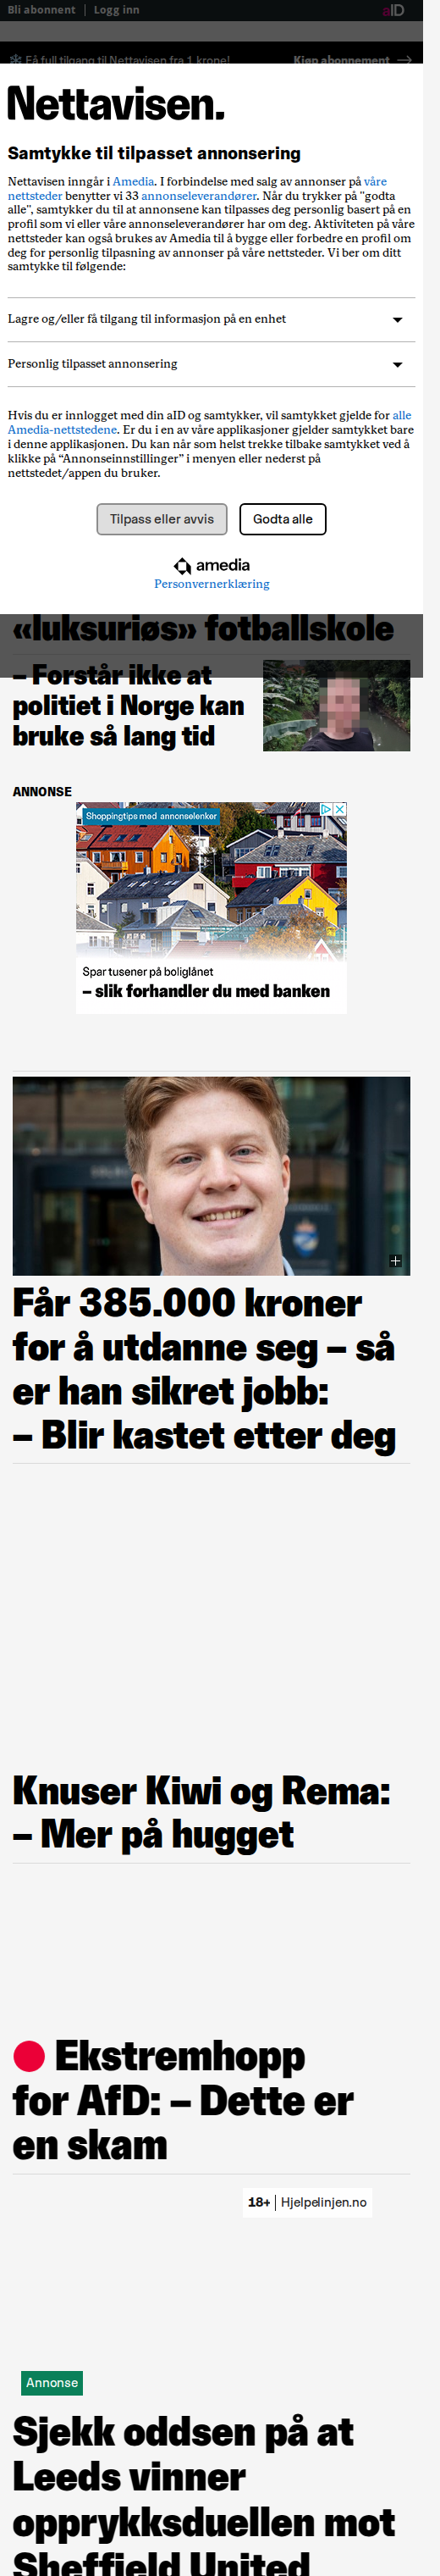 Bli abonnent | Logg inn
aID
Få full tilgang til Nettavisen fra 1 krone!
Kjøp abonnement →
Nettavisen.
Samtykke til tilpasset annonsering
Nettavisen inngår i Amedia. I forbindelse med salg av annonser på våre
nettsteder benytter vi 33 annonseleverandører. Når du trykker på "godta
alle", samtykker du til at annonsene kan tilpasses deg personlig basert på en
profil som vi eller våre annonseleverandører har om deg. Aktiviteten på våre
nettsteder kan også brukes av Amedia til å bygge eller forbedre en profil om
deg for personlig tilpasning av annonser på våre nettsteder. Vi ber om ditt
samtykke til følgende:
Lagre og/eller få tilgang til informasjon på en enhet
Personlig tilpasset annonsering
Hvis du er innlogget med din aID og samtykker, vil samtykket gjelde for alle
Amedia-nettstedene. Er du i en av våre applikasjoner gjelder samtykket bare
i denne applikasjonen. Du kan når som helst trekke tilbake samtykket ved å
klikke på “Annonseinnstillinger” i menyen eller nederst på
nettstedet/appen du bruker.
Tilpass eller avvis
Godta alle
amedia
Personvernerklæring
«luksuriøs» fotballskole
– Forstår ikke at
politiet i Norge kan
bruke så lang tid
ANNONSE
Shoppingtips med annonselenker
Spar tusener på boliglånet
– slik forhandler du med banken
Får 385.000 kroner
for å utdanne seg – så
er han sikret jobb:
– Blir kastet etter deg
Knuser Kiwi og Rema:
– Mer på hugget
Ekstremhopp
for AfD: – Dette er
en skam
18+ | Hjelpelinjen.no
Annonse
Sjekk oddsen på at
Leeds vinner
opprykksduellen mot
Sheffield United